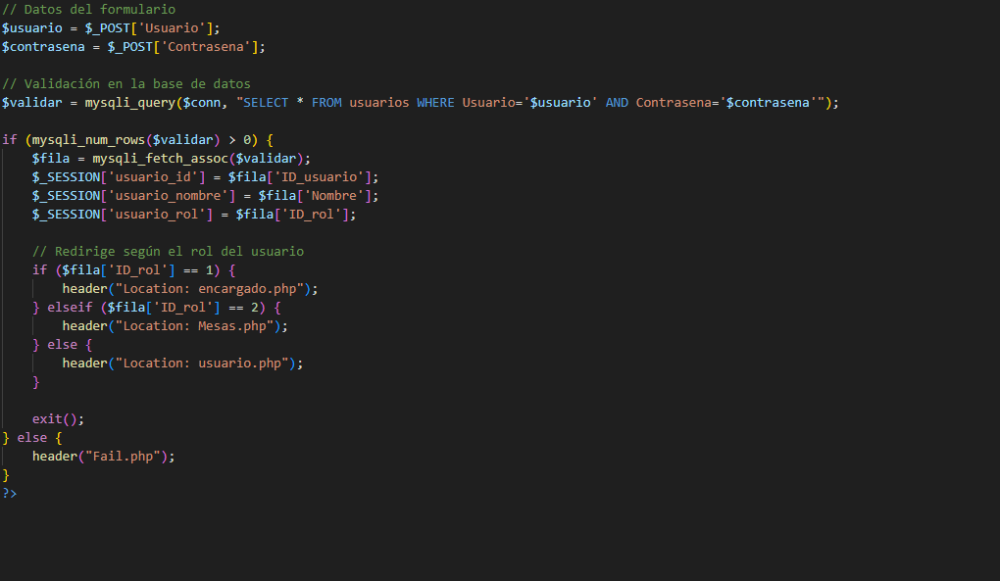 // Datos del formulario
$usuario = $_POST['Usuario'];
$contrasena = $_POST['Contrasena'];
// Validación en la base de datos
$validar = mysqli_query($conn, "SELECT * FROM usuarios WHERE Usuario='$usuario' AND Contrasena='$contrasena'");
if (mysqli_num_rows($validar) > 0) {
    $fila = mysqli_fetch_assoc($validar);
    $_SESSION['usuario_id'] = $fila['ID_usuario'];
    $_SESSION['usuario_nombre'] = $fila['Nombre'];
    $_SESSION['usuario_rol'] = $fila['ID_rol'];
    // Redirige según el rol del usuario
    if ($fila['ID_rol'] == 1) {
        header("Location: encargado.php");
    } elseif ($fila['ID_rol'] == 2) {
        header("Location: Mesas.php");
    } else {
        header("Location: usuario.php");
    }
    exit();
} else {
    header("Fail.php");
}
?>